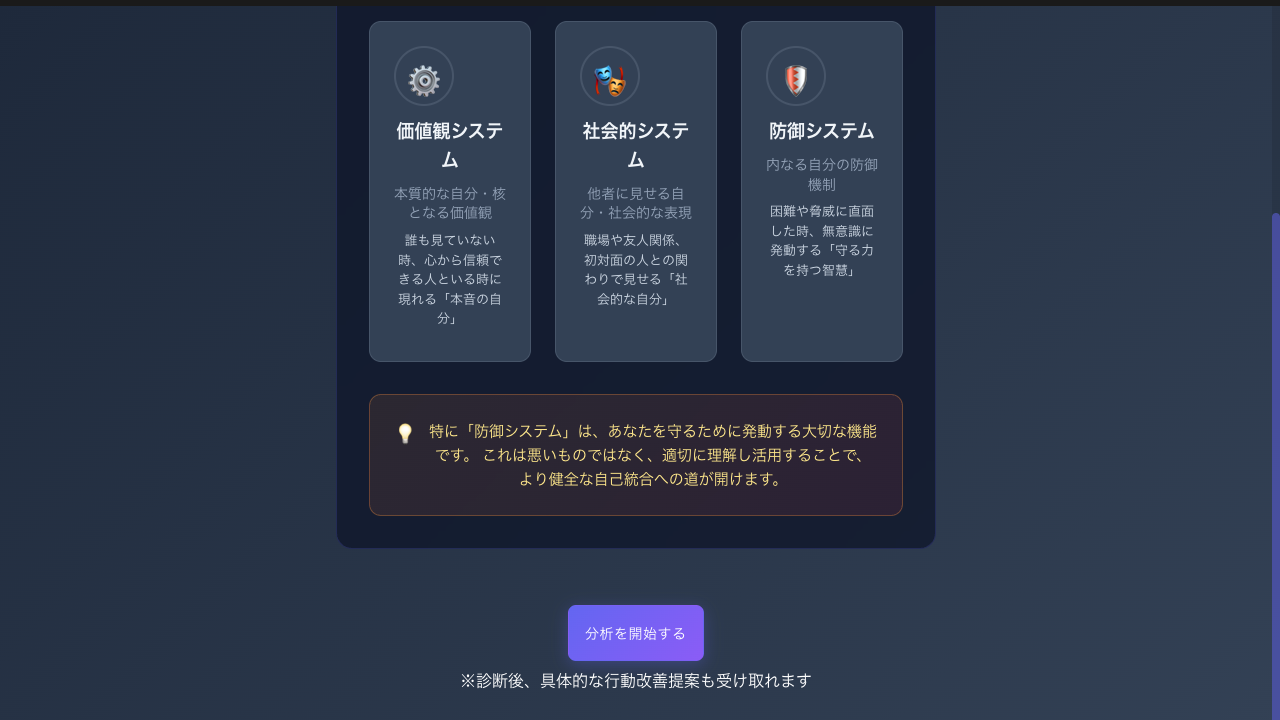 価値観システ
ム
本質的な自分・核
となる価値観
誰も見ていない
時、心から信頼で
きる人といる時に
現れる「本音の自
分」
社会的システ
ム
他者に見せる自
分・社会的な表現
職場や友人関係、
初対面の人との関
わりで見せる「社
会的な自分」
防御システム
内なる自分の防御
機制
困難や脅威に直面
した時、無意識に
発動する「守る力
を持つ智慧」
特に「防御システム」は、あなたを守るために発動する大切な機能
です。 これは悪いものではなく、適切に理解し活用することで、
より健全な自己統合への道が開けます。
分析を開始する
※診断後、具体的な行動改善提案も受け取れます